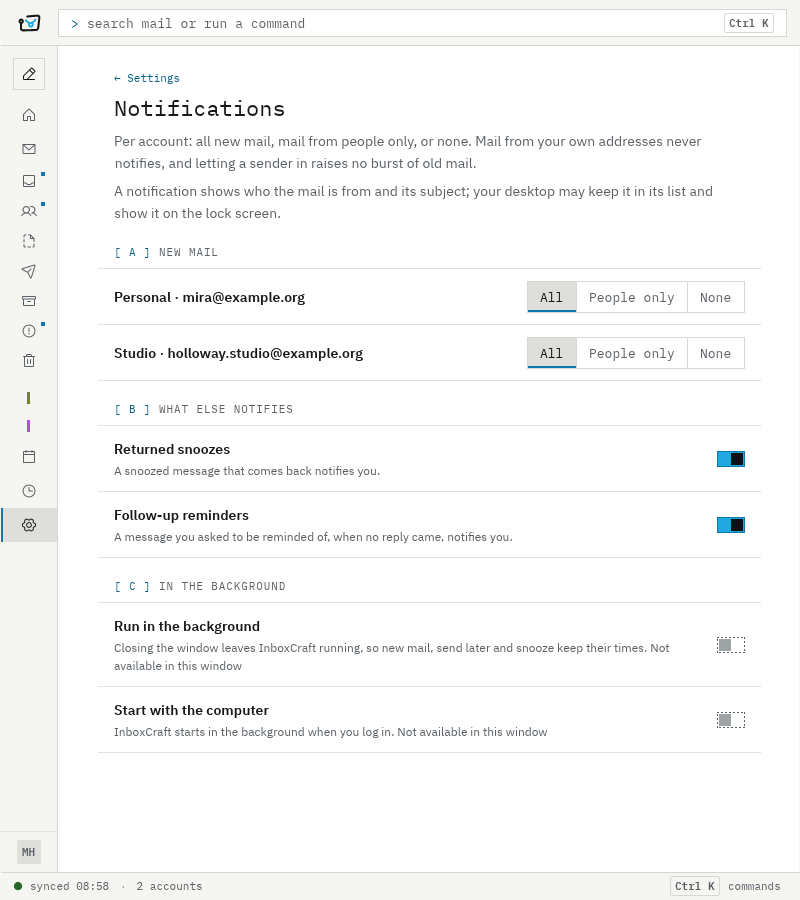 > search mail or run a command Ctrl K
← Settings
Notifications
Per account: all new mail, mail from people only, or none. Mail from your own addresses never
notifies, and letting a sender in raises no burst of old mail.
A notification shows who the mail is from and its subject; your desktop may keep it in its list and
show it on the lock screen.
[ A ] NEW MAIL
Personal · mira@example.org All People only None
Studio · holloway.studio@example.org All People only None
[ B ] WHAT ELSE NOTIFIES
Returned snoozes
A snoozed message that comes back notifies you.
Follow-up reminders
A message you asked to be reminded of, when no reply came, notifies you.
[ C ] IN THE BACKGROUND
Run in the background
Closing the window leaves InboxCraft running, so new mail, send later and snooze keep their times. Not
available in this window
Start with the computer
InboxCraft starts in the background when you log in. Not available in this window
MH
synced 08:58 · 2 accounts Ctrl K commands